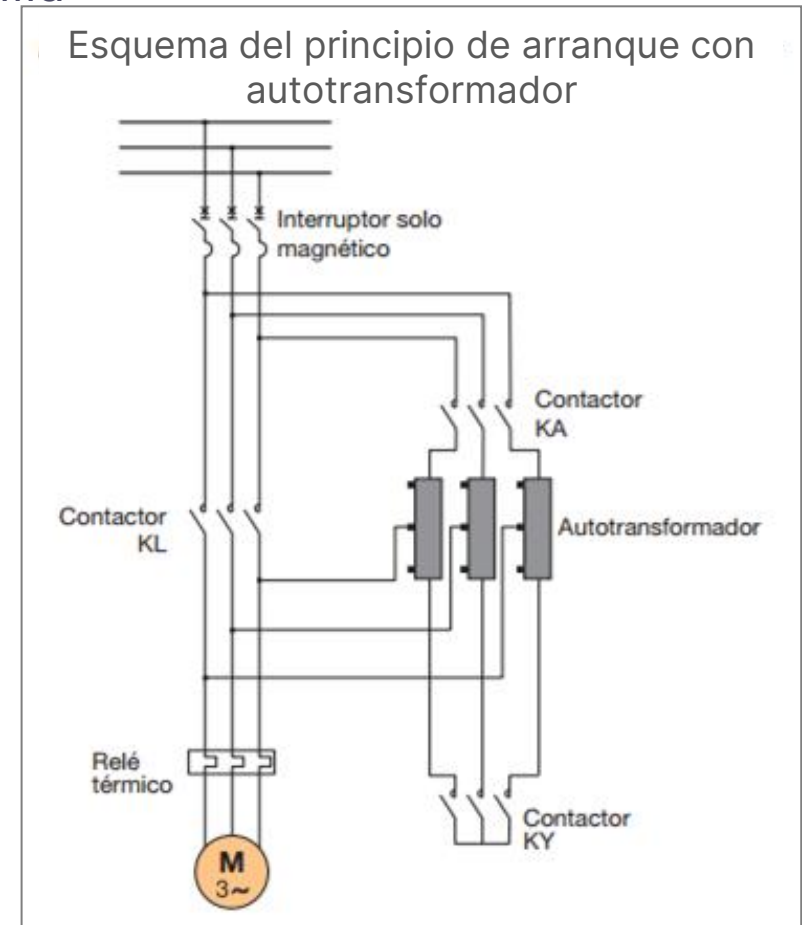 Esquema del principio de arranque con
autotransformador
Interruptor solo
magnético
Contactor
KA
Contactor
KL
Autotransformador
Relé
térmico
Contactor
KY
M
3~